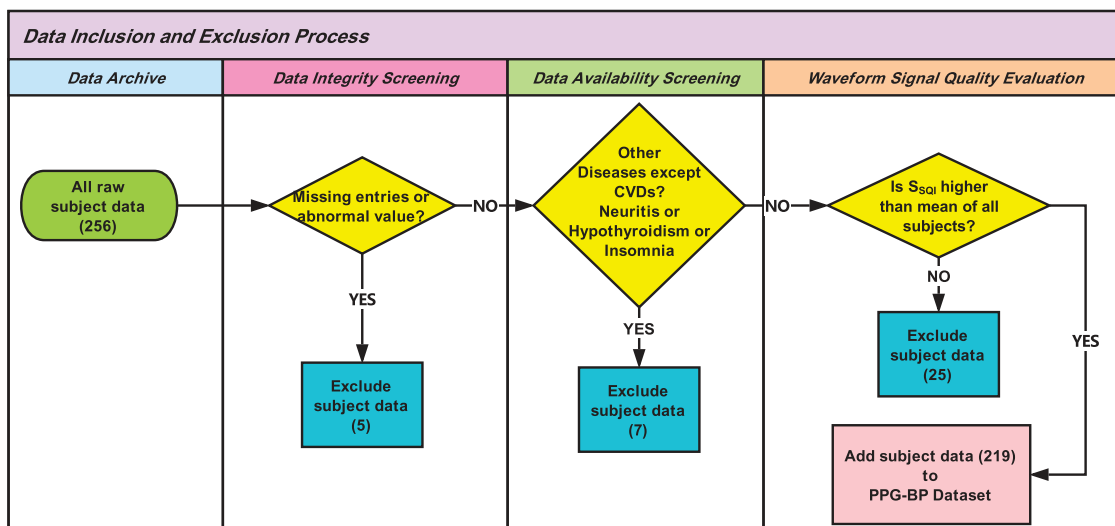 Data Inclusion and Exclusion Process
Data Archive
Data Integrity Screening
Data Availability Screening
Waveform Signal Quality Evaluation
All raw
subject data
(256)
Missing entries or
abnormal value?
NO
YES
Exclude
subject data
(5)
Other
Diseases except
CVDs?
Neuritis or
Hypothyroidism or
Insomnia
NO
YES
Exclude
subject data
(7)
Is SSQI higher
than mean of all
subjects?
NO
YES
Exclude
subject data
(25)
Add subject data (219)
to
PPG-BP Dataset